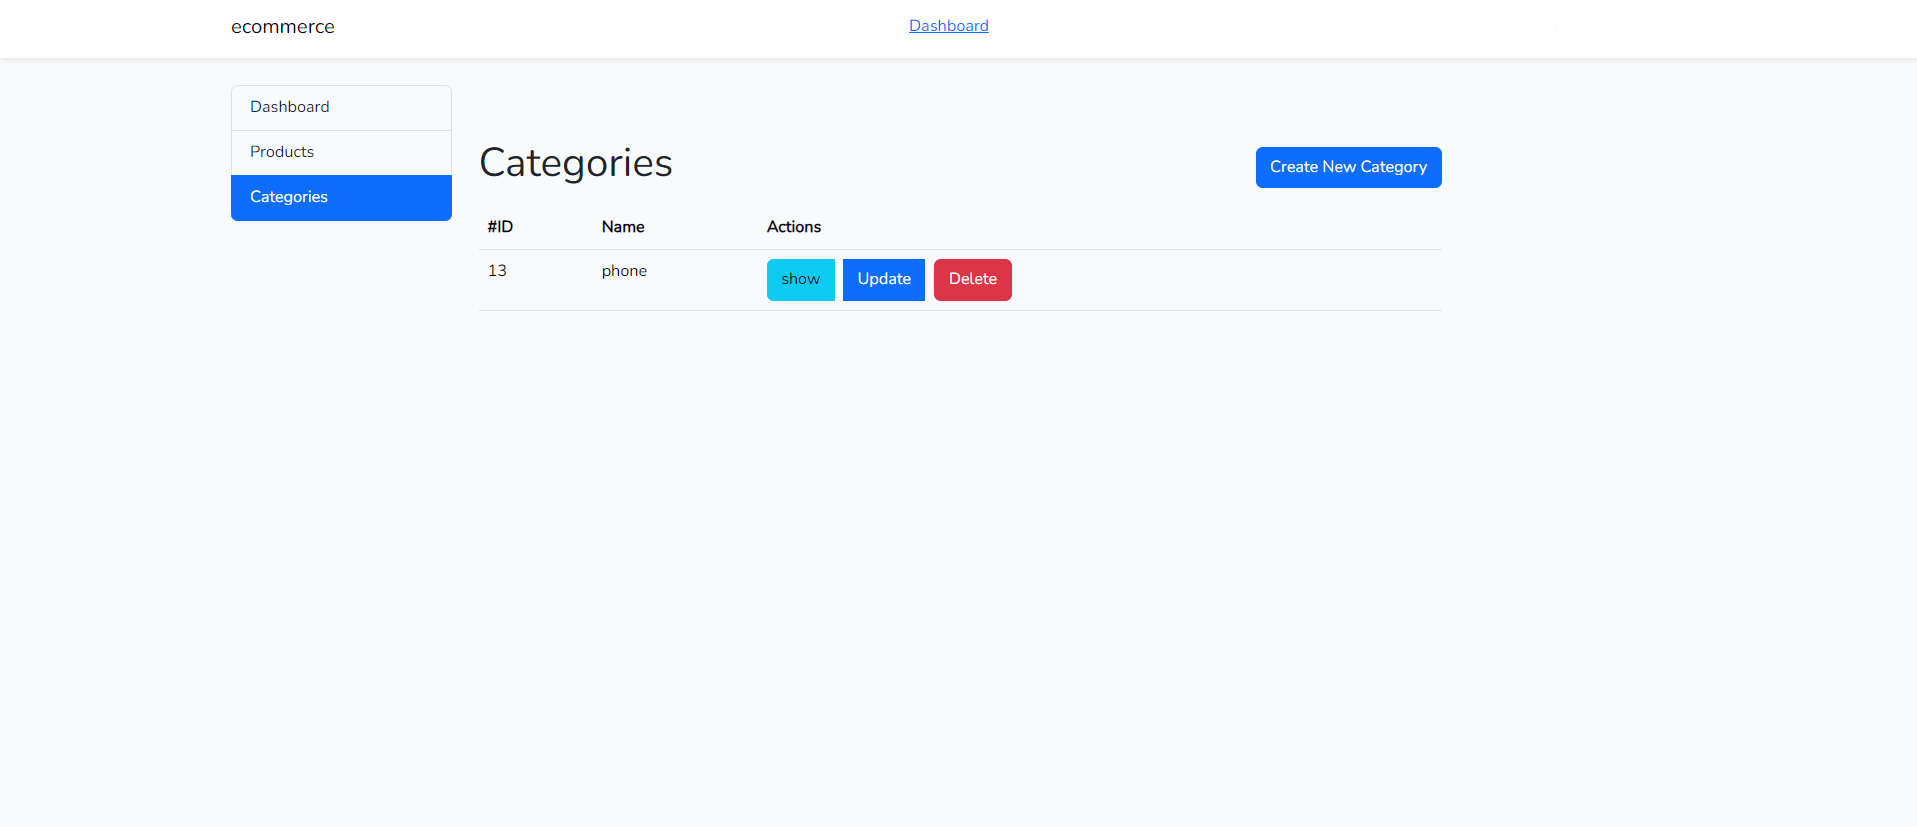 ecommerce Dashboard
Dashboard
Products
Categories
Categories Create New Category
#ID Name Actions
13 phone show Update Delete